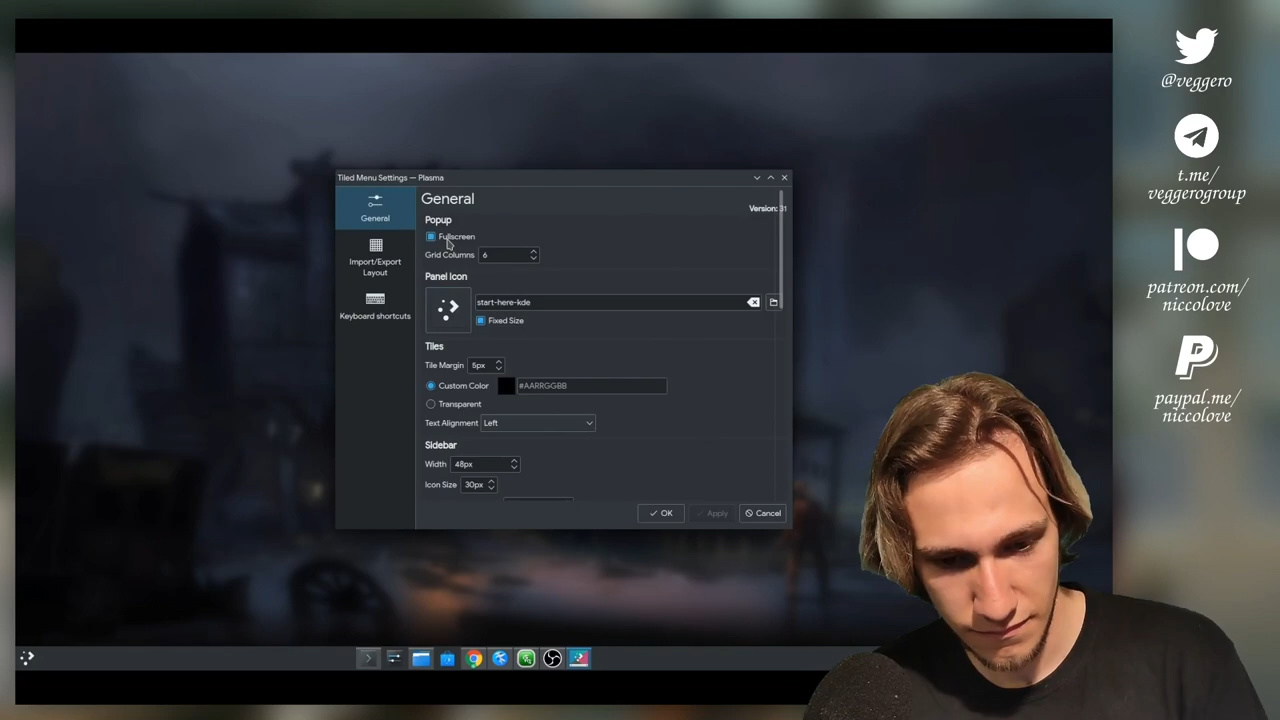 Tiled Menu Settings — Plasma
General
Import/Export
Layout
Keyboard shortcuts
General
Version: 31
Popup
Fullscreen
Grid Columns 6
Panel Icon
start-here-kde
Fixed Size
Tiles
Tile Margin 5px
Custom Color #AARRGGBB
Transparent
Text Alignment Left
Sidebar
Width 48px
Icon Size 30px
OK
Apply
Cancel
@veggero
t.me/
veggerogroup
patreon.com/
niccolove
paypal.me/
niccolove